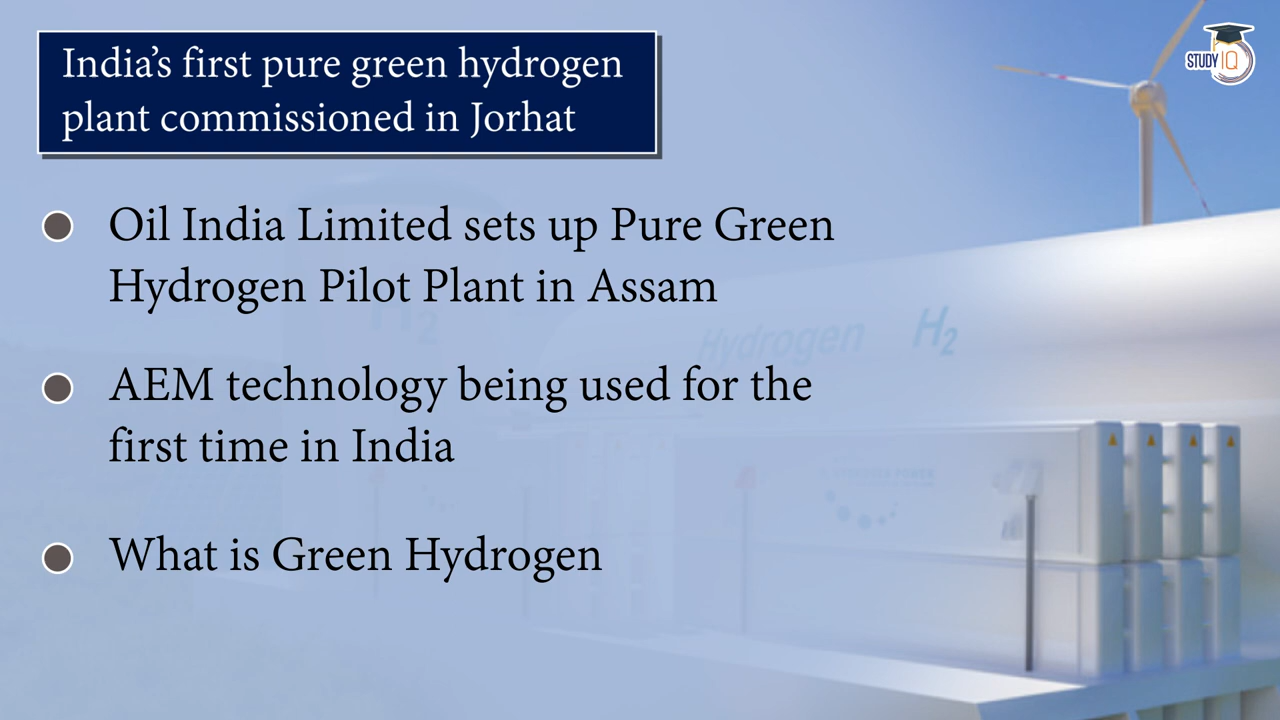 India's first pure green hydrogen
plant commissioned in Jorhat
STUDY IQ
Oil India Limited sets up Pure Green
Hydrogen Pilot Plant in Assam
H2
Hydrogen H2
AEM technology being used for the
first time in India
What is Green Hydrogen